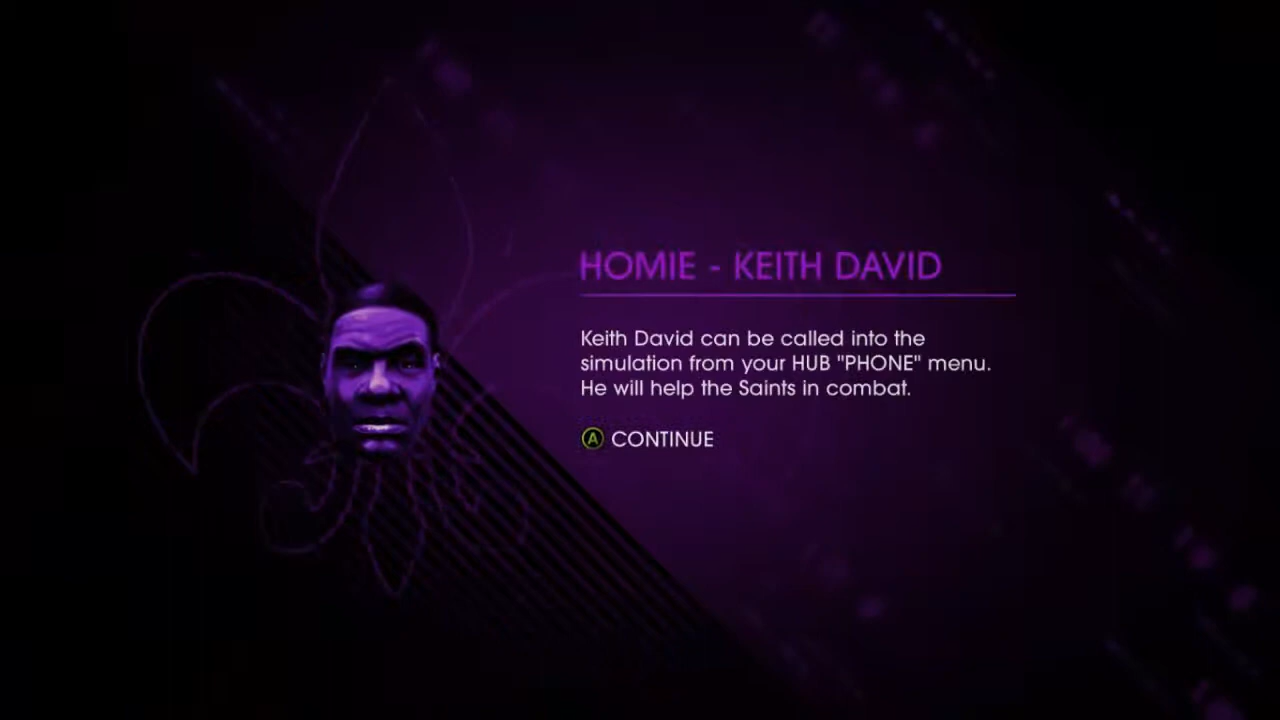 HOMIE - KEITH DAVID
Keith David can be called into the
simulation from your HUB "PHONE" menu.
He will help the Saints in combat.
A CONTINUE